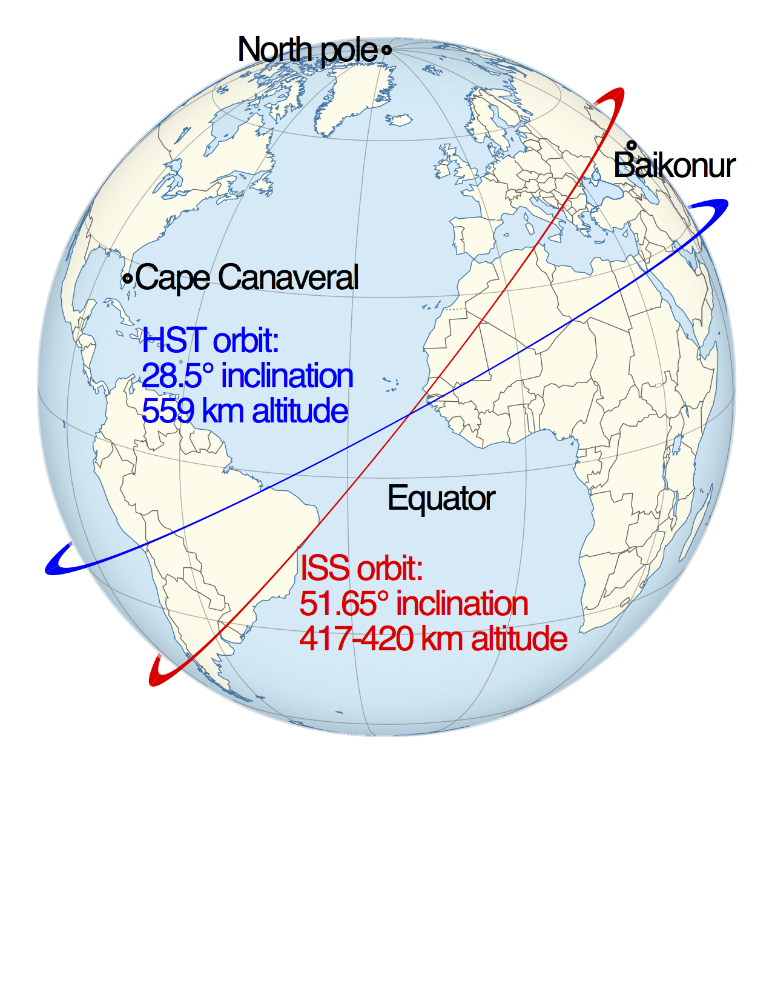 North pole
Baikonur
Cape Canaveral
HST orbit:
28.5° inclination
559 km altitude
Equator
ISS orbit:
51.65° inclination
417-420 km altitude